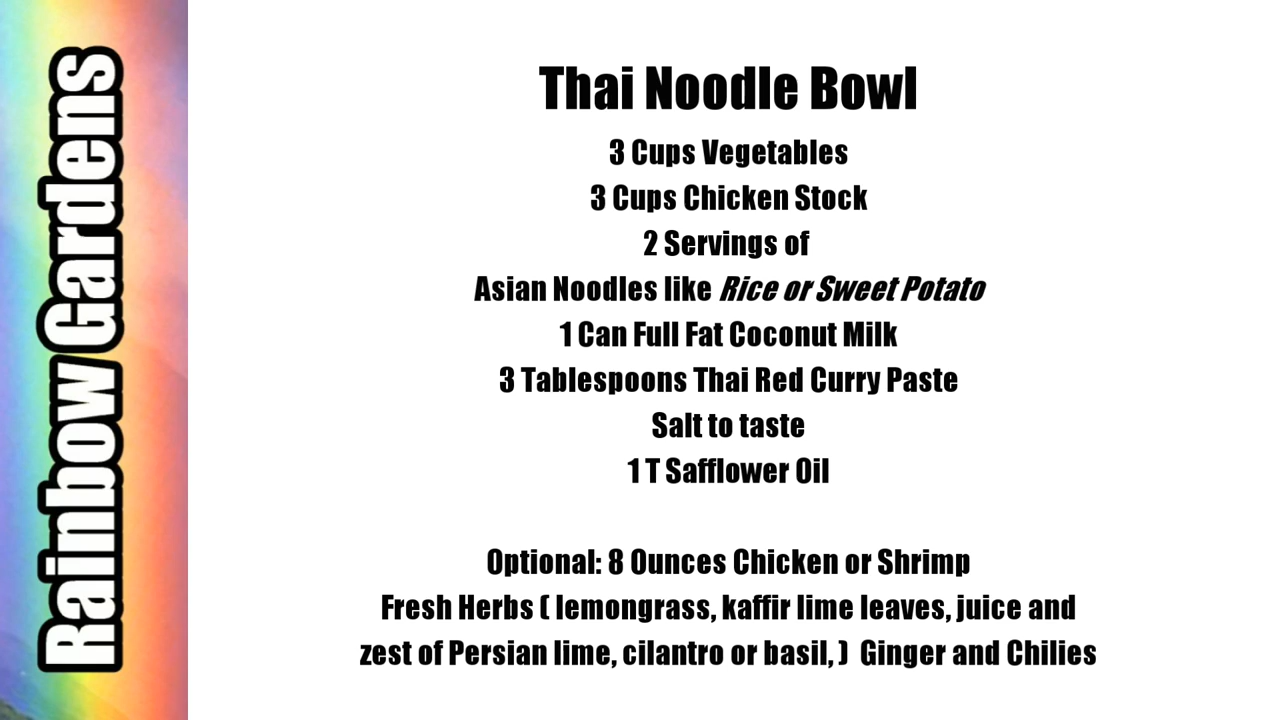 Rainbow Gardens
Thai Noodle Bowl
3 Cups Vegetables
3 Cups Chicken Stock
2 Servings of
Asian Noodles like Rice or Sweet Potato
1 Can Full Fat Coconut Milk
3 Tablespoons Thai Red Curry Paste
Salt to taste
1 T Safflower Oil
Optional: 8 Ounces Chicken or Shrimp
Fresh Herbs ( lemongrass, kaffir lime leaves, juice and
zest of Persian lime, cilantro or basil, ) Ginger and Chilies